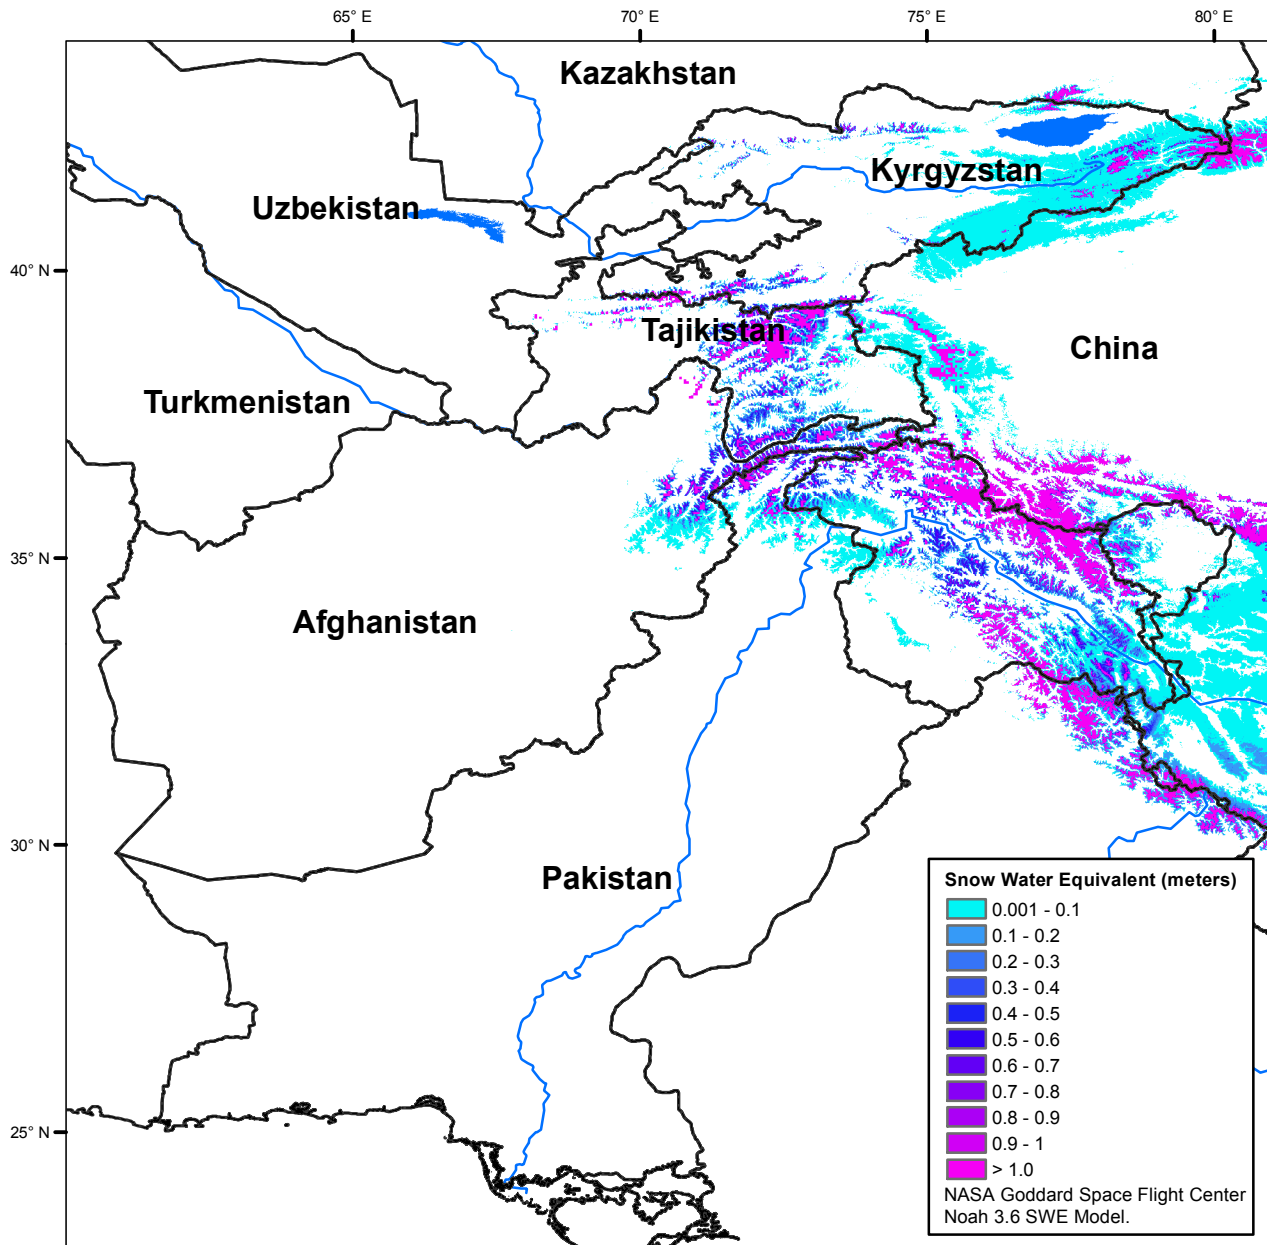 65° E
70° E
75° E
80° E
Kazakhstan
Kyrgyzstan
Uzbekistan
40° N
Tajikistan
China
Turkmenistan
35° N
Afghanistan
30° N
Pakistan
25° N
Snow Water Equivalent (meters)
0.001 - 0.1
0.1 - 0.2
0.2 - 0.3
0.3 - 0.4
0.4 - 0.5
0.5 - 0.6
0.6 - 0.7
0.7 - 0.8
0.8 - 0.9
0.9 - 1
> 1.0
NASA Goddard Space Flight Center
Noah 3.6 SWE Model.